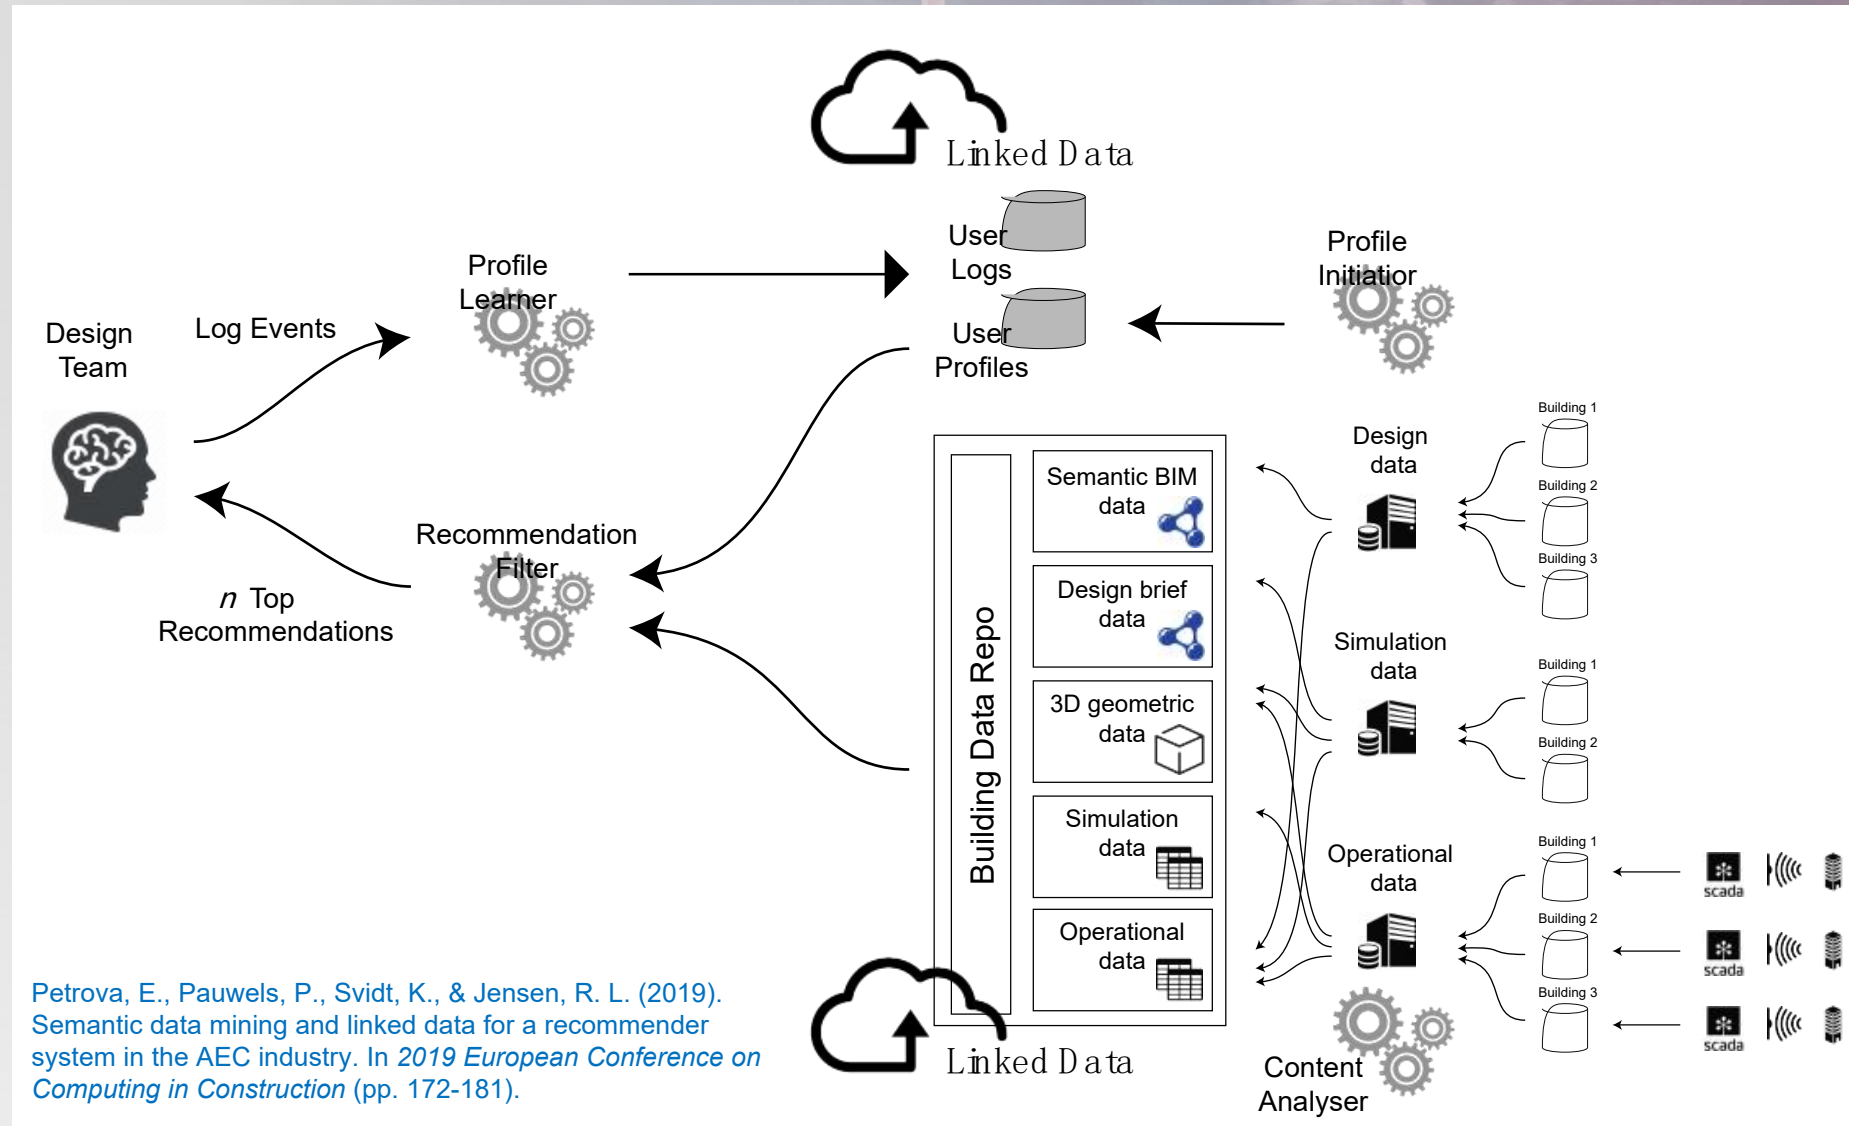 Linked Data
User
Logs
User
Profiles
Profile
Initiatior
Profile
Learner
Log Events
Design
Team
Recommendation
Filter
n Top
Recommendations
Building Data Repo
Semantic BIM
data
Design brief
data
3D geometric
data
Simulation
data
Operational
data
Design
data
Building 1
Building 2
Building 3
Simulation
data
Building 1
Building 2
Operational
data
Building 1
Building 2
Building 3
scada
scada
scada
Content
Analyser
Linked Data
Petrova, E., Pauwels, P., Svidt, K., & Jensen, R. L. (2019).
Semantic data mining and linked data for a recommender
system in the AEC industry. In 2019 European Conference on
Computing in Construction (pp. 172-181).